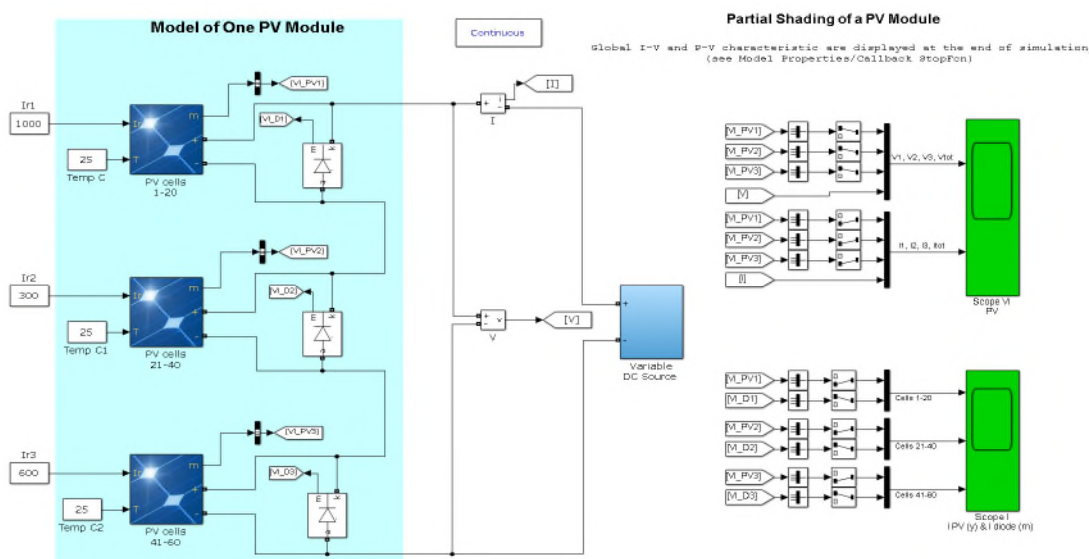 Model of One PV Module
Continuous
Partial Shading of a PV Module
Global I-V and P-V characteristic are displayed at the end of simulation
(see Model Properties/Callback StopFcn)
Ir1
1000
25
Temp C
Ir
T
m
+
-
PV cells
1-20
[VI_PV1]
[VI_D1]
m
k
a
Ir2
300
25
Temp C1
Ir
T
m
+
-
PV cells
21-40
[VI_PV2]
[VI_D2]
m
k
a
Ir3
600
25
Temp C2
Ir
T
m
+
-
PV cells
41-60
[VI_PV3]
[VI_D3]
m
k
a
+
-
i
I
[I]
+
-
v
V
[V]
+
-
Variable
DC Source
[VI_PV1]
[VI_PV2]
[VI_PV3]
[V]
V1, V2, V3, Vtot
[VI_PV1]
[VI_PV2]
[VI_PV3]
[I]
I1, I2, I3, Itot
Scope VI
PV
[VI_PV1]
[VI_D1]
Cells 1-20
[VI_PV2]
[VI_D2]
Cells 21-40
[VI_PV3]
[VI_D3]
Cells 41-60
Scope I
I PV (y) & I diode (m)